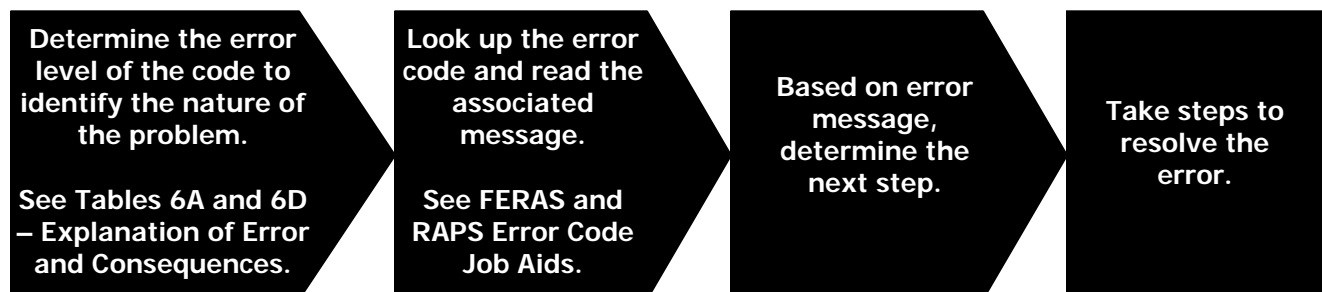 Determine the error
level of the code to
identify the nature of
the problem.
See Tables 6A and 6D
– Explanation of Error
and Consequences.
Look up the error
code and read the
associated
message.
See FERAS and
RAPS Error Code
Job Aids.
Based on error
message,
determine the
next step.
Take steps to
resolve the
error.